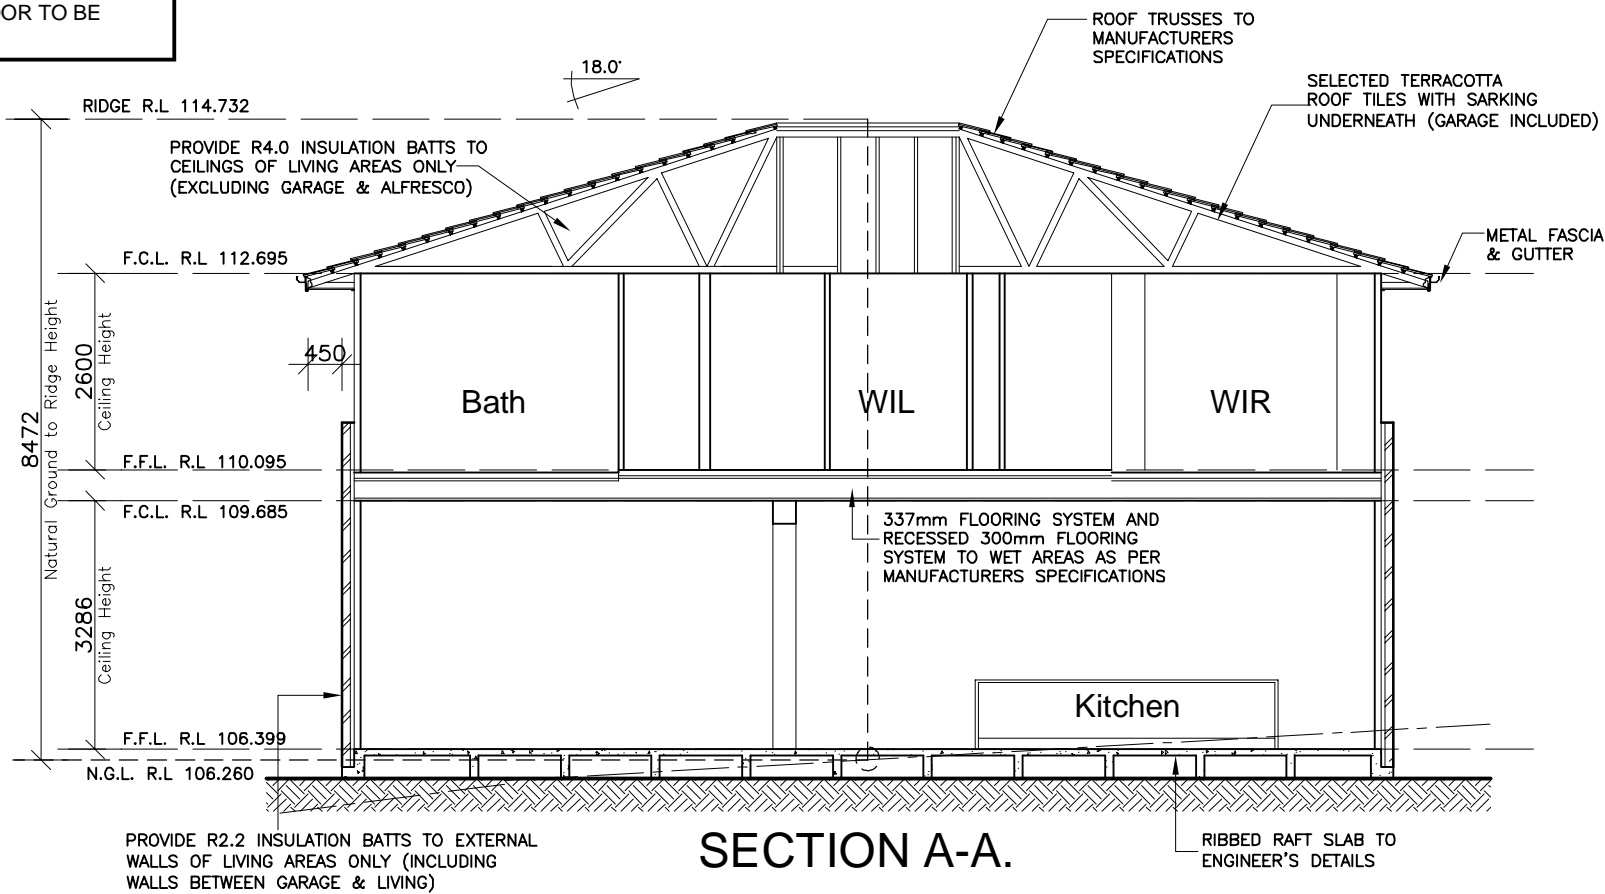 OOR TO BE
18.0°
ROOF TRUSSES TO
MANUFACTURERS
SPECIFICATIONS
SELECTED TERRACOTTA
ROOF TILES WITH SARKING
UNDERNEATH (GARAGE INCLUDED)
RIDGE R.L 114.732
PROVIDE R4.0 INSULATION BATTS TO
CEILINGS OF LIVING AREAS ONLY
(EXCLUDING GARAGE & ALFRESCO)
METAL FASCIA
& GUTTER
F.C.L. R.L 112.695
8472
Natural Ground to Ridge Height
2600
Ceiling Height
450
Bath
WIL
WIR
F.F.L. R.L 110.095
F.C.L. R.L 109.685
337mm FLOORING SYSTEM AND
RECESSED 300mm FLOORING
SYSTEM TO WET AREAS AS PER
MANUFACTURERS SPECIFICATIONS
3286
Ceiling Height
Kitchen
F.F.L. R.L 106.399
N.G.L. R.L 106.260
PROVIDE R2.2 INSULATION BATTS TO EXTERNAL
WALLS OF LIVING AREAS ONLY (INCLUDING
WALLS BETWEEN GARAGE & LIVING)
SECTION A-A.
RIBBED RAFT SLAB TO
ENGINEER'S DETAILS